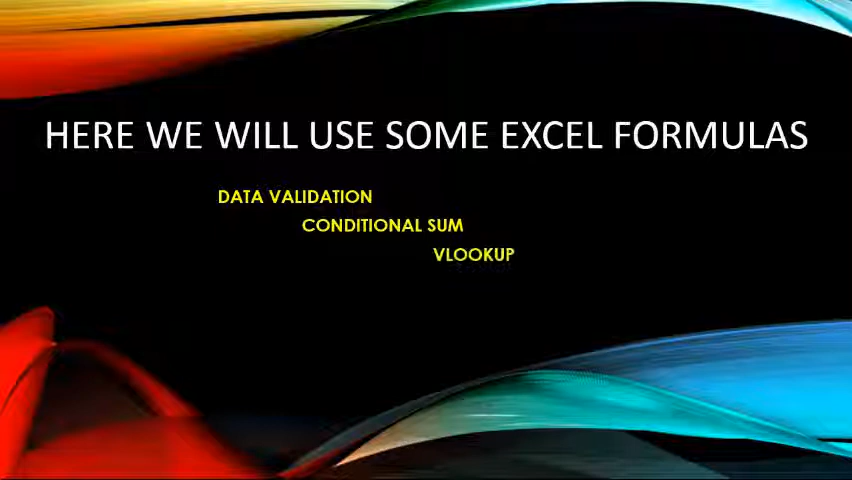 HERE WE WILL USE SOME EXCEL FORMULAS
DATA VALIDATION
CONDITIONAL SUM
VLOOKUP